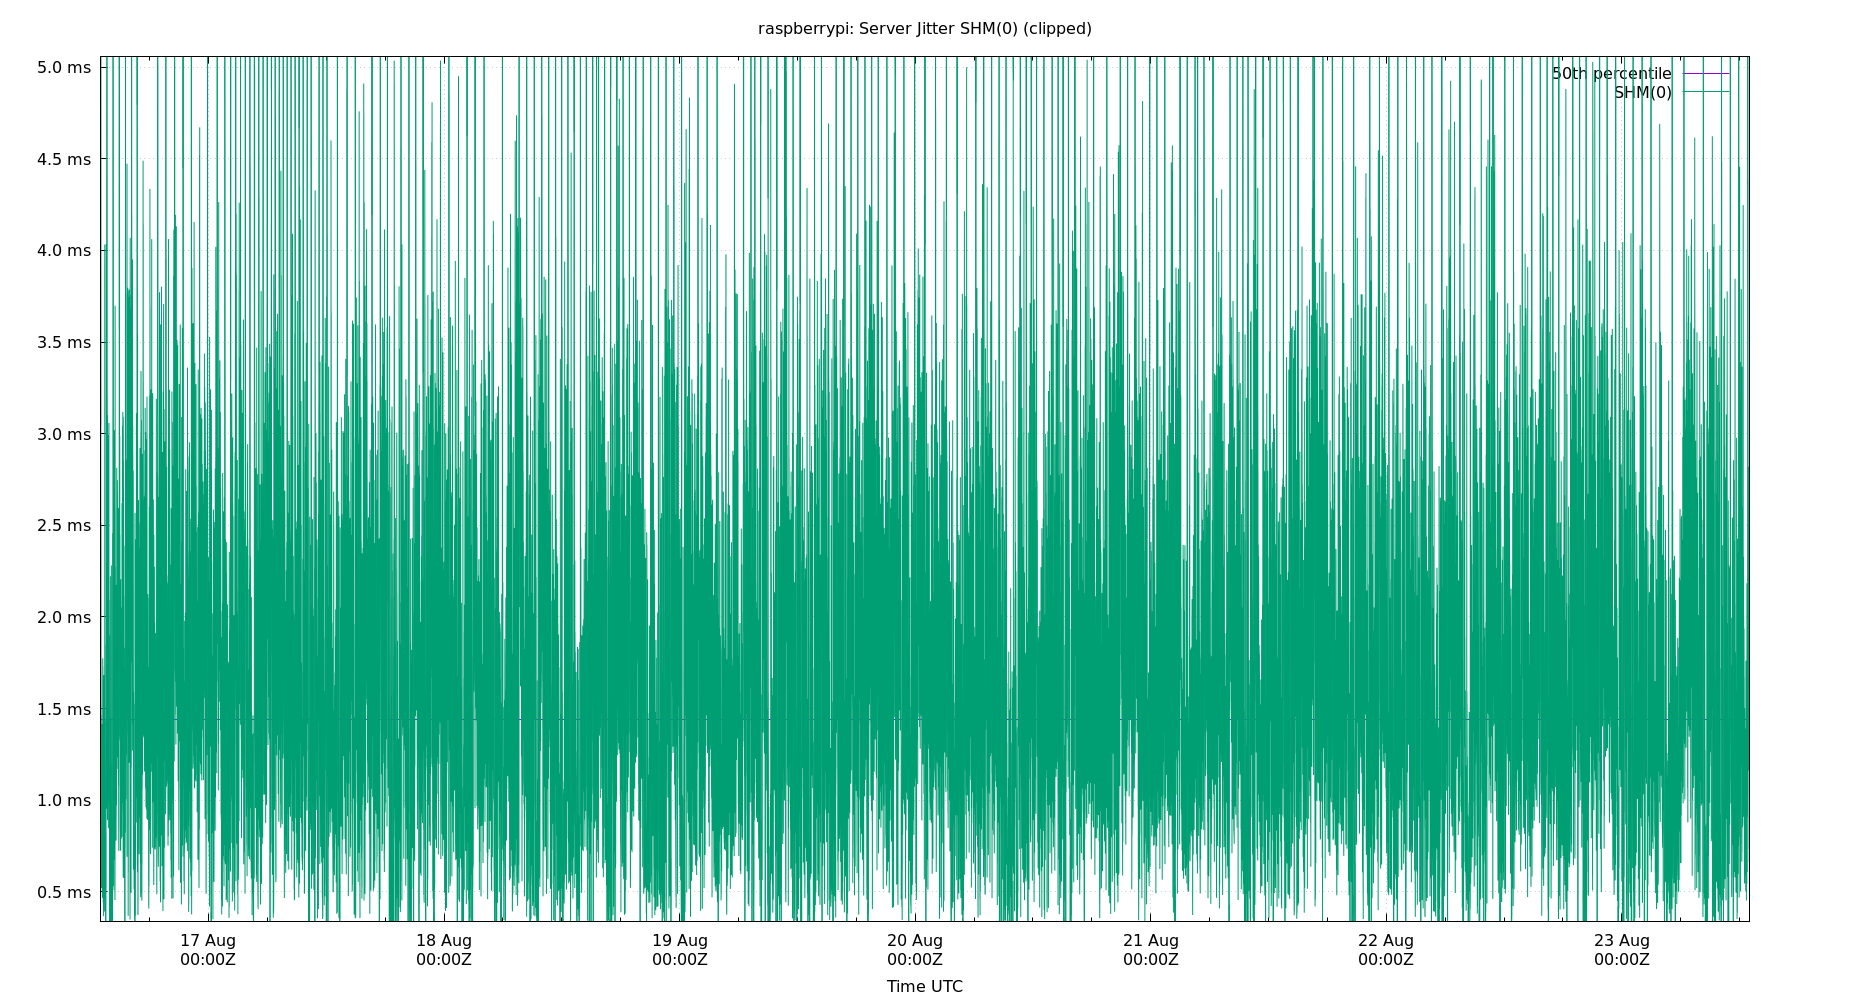 raspberrypi: Server Jitter SHM(0) (clipped)
50th percentile
SHM(0)
5.0 ms
4.5 ms
4.0 ms
3.5 ms
3.0 ms
2.5 ms
2.0 ms
1.5 ms
1.0 ms
0.5 ms
17 Aug 18 Aug 19 Aug 20 Aug 21 Aug 22 Aug 23 Aug
00:00Z 00:00Z 00:00Z 00:00Z 00:00Z 00:00Z 00:00Z
Time UTC